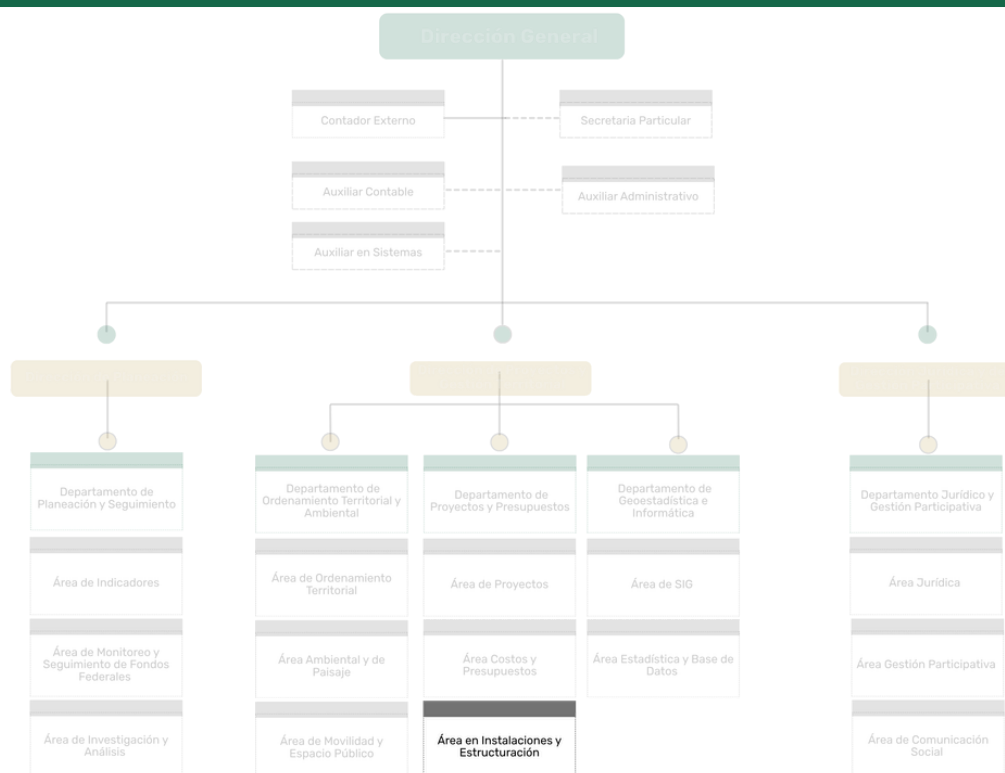 Dirección General
Contador Externo
Secretaria Particular
Auxiliar Contable
Auxiliar Administrativo
Auxiliar en Sistemas
Departamento de
Planeación y Seguimiento
Área de Indicadores
Área de Monitoreo y
Seguimiento de Fondos
Federales
Área de Investigación y
Análisis
Departamento de
Ordenamiento Territorial y
Ambiental
Área de Ordenamiento
Territorial
Área Ambiental y de
Paisaje
Área de Movilidad y
Espacio Público
Departamento de
Proyectos y Presupuestos
Área de Proyectos
Área Costos y
Presupuestos
Área en Instalaciones y
Estructuración
Departamento de
Geoestadística e
Informática
Área de SIG
Área Estadística y Base de
Datos
Departamento Jurídico y
Gestión Participativa
Área Jurídica
Área Gestión Participativa
Área de Comunicación
Social